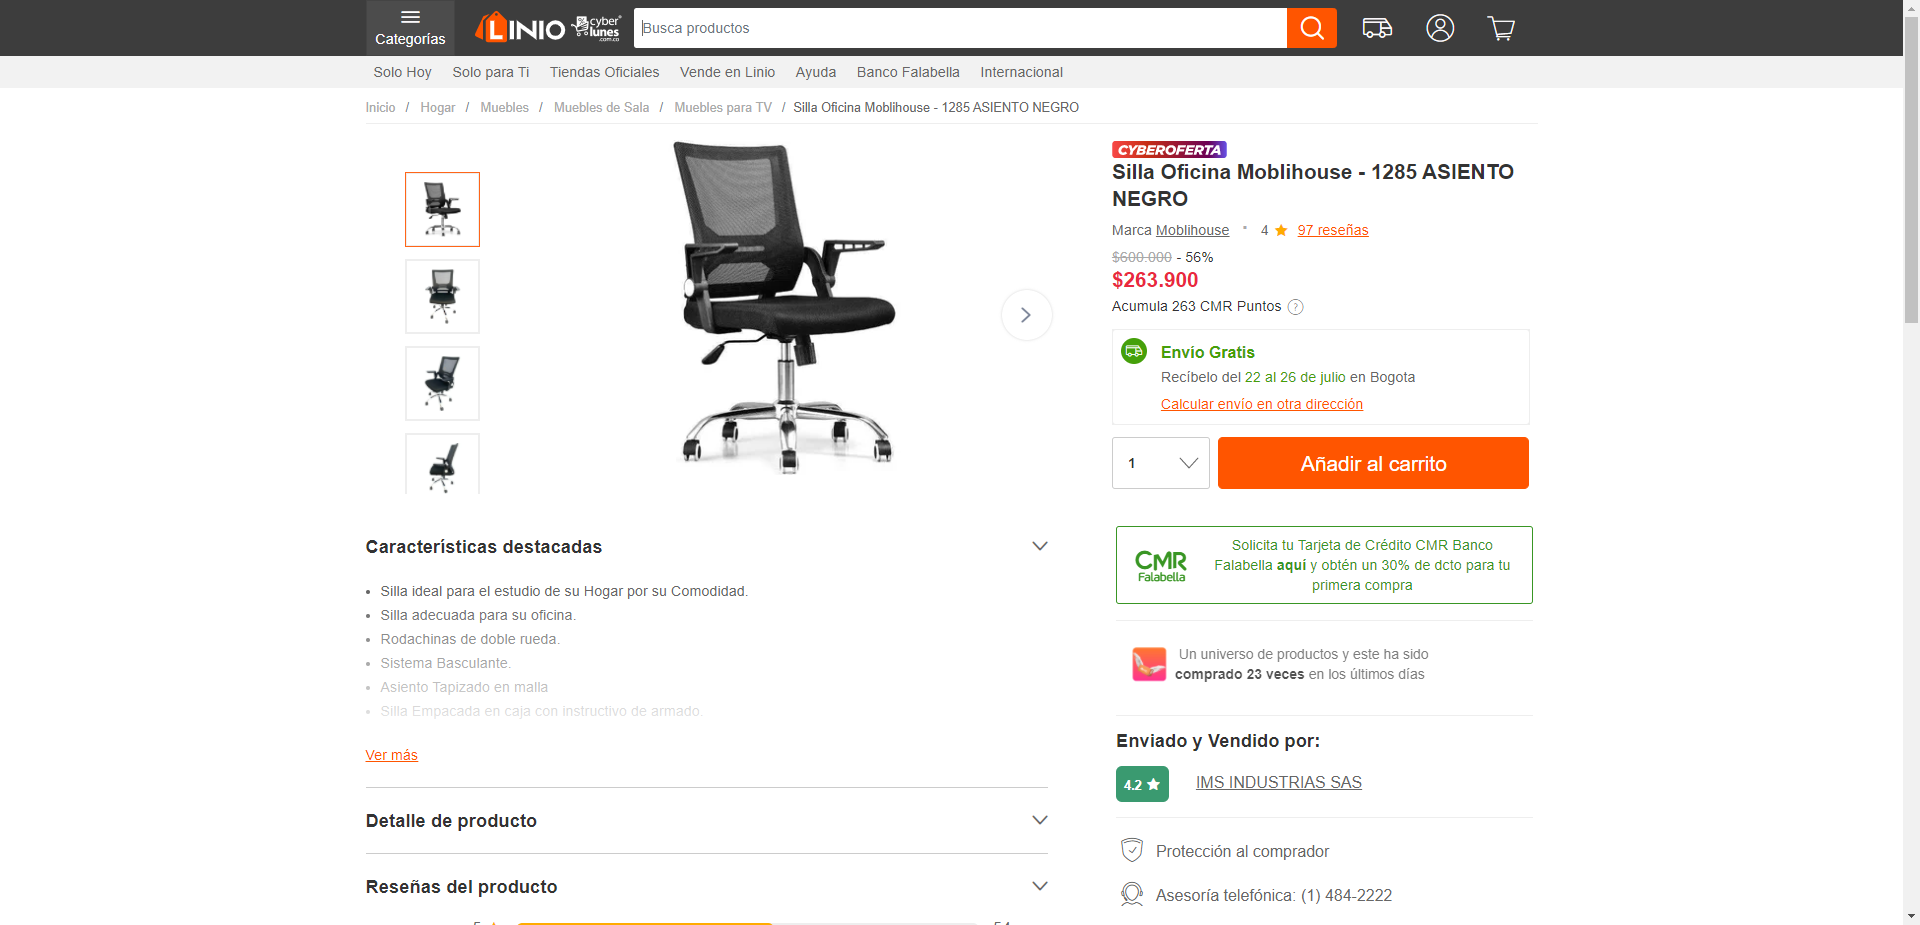 Categorías
LINIO
cyber
lunes
.com.co
Busca productos
Solo Hoy
Solo para Ti
Tiendas Oficiales
Vende en Linio
Ayuda
Banco Falabella
Internacional
Inicio / Hogar / Muebles / Muebles de Sala / Muebles para TV / Silla Oficina Moblihouse - 1285 ASIENTO NEGRO
CYBEROFERTA
Silla Oficina Moblihouse - 1285 ASIENTO
NEGRO
Marca Moblihouse
4
97 reseñas
$600.000 - 56%
$263.900
Acumula 263 CMR Puntos ?
Envío Gratis
Recíbelo del 22 al 26 de julio en Bogota
Calcular envío en otra dirección
1
Añadir al carrito
CMR
Falabella
Solicita tu Tarjeta de Crédito CMR Banco
Falabella aquí y obtén un 30% de dcto para tu
primera compra
Un universo de productos y este ha sido
comprado 23 veces en los últimos días
Enviado y Vendido por:
4.2
IMS INDUSTRIAS SAS
Protección al comprador
Asesoría telefónica: (1) 484-2222
Características destacadas
• Silla ideal para el estudio de su Hogar por su Comodidad.
• Silla adecuada para su oficina.
• Rodachinas de doble rueda.
• Sistema Basculante.
• Asiento Tapizado en malla
• Silla Empacada en caja con instructivo de armado.
Ver más
Detalle de producto
Reseñas del producto